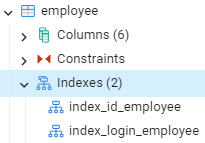 employee
Columns (6)
Constraints
Indexes (2)
index_id_employee
index_login_employee